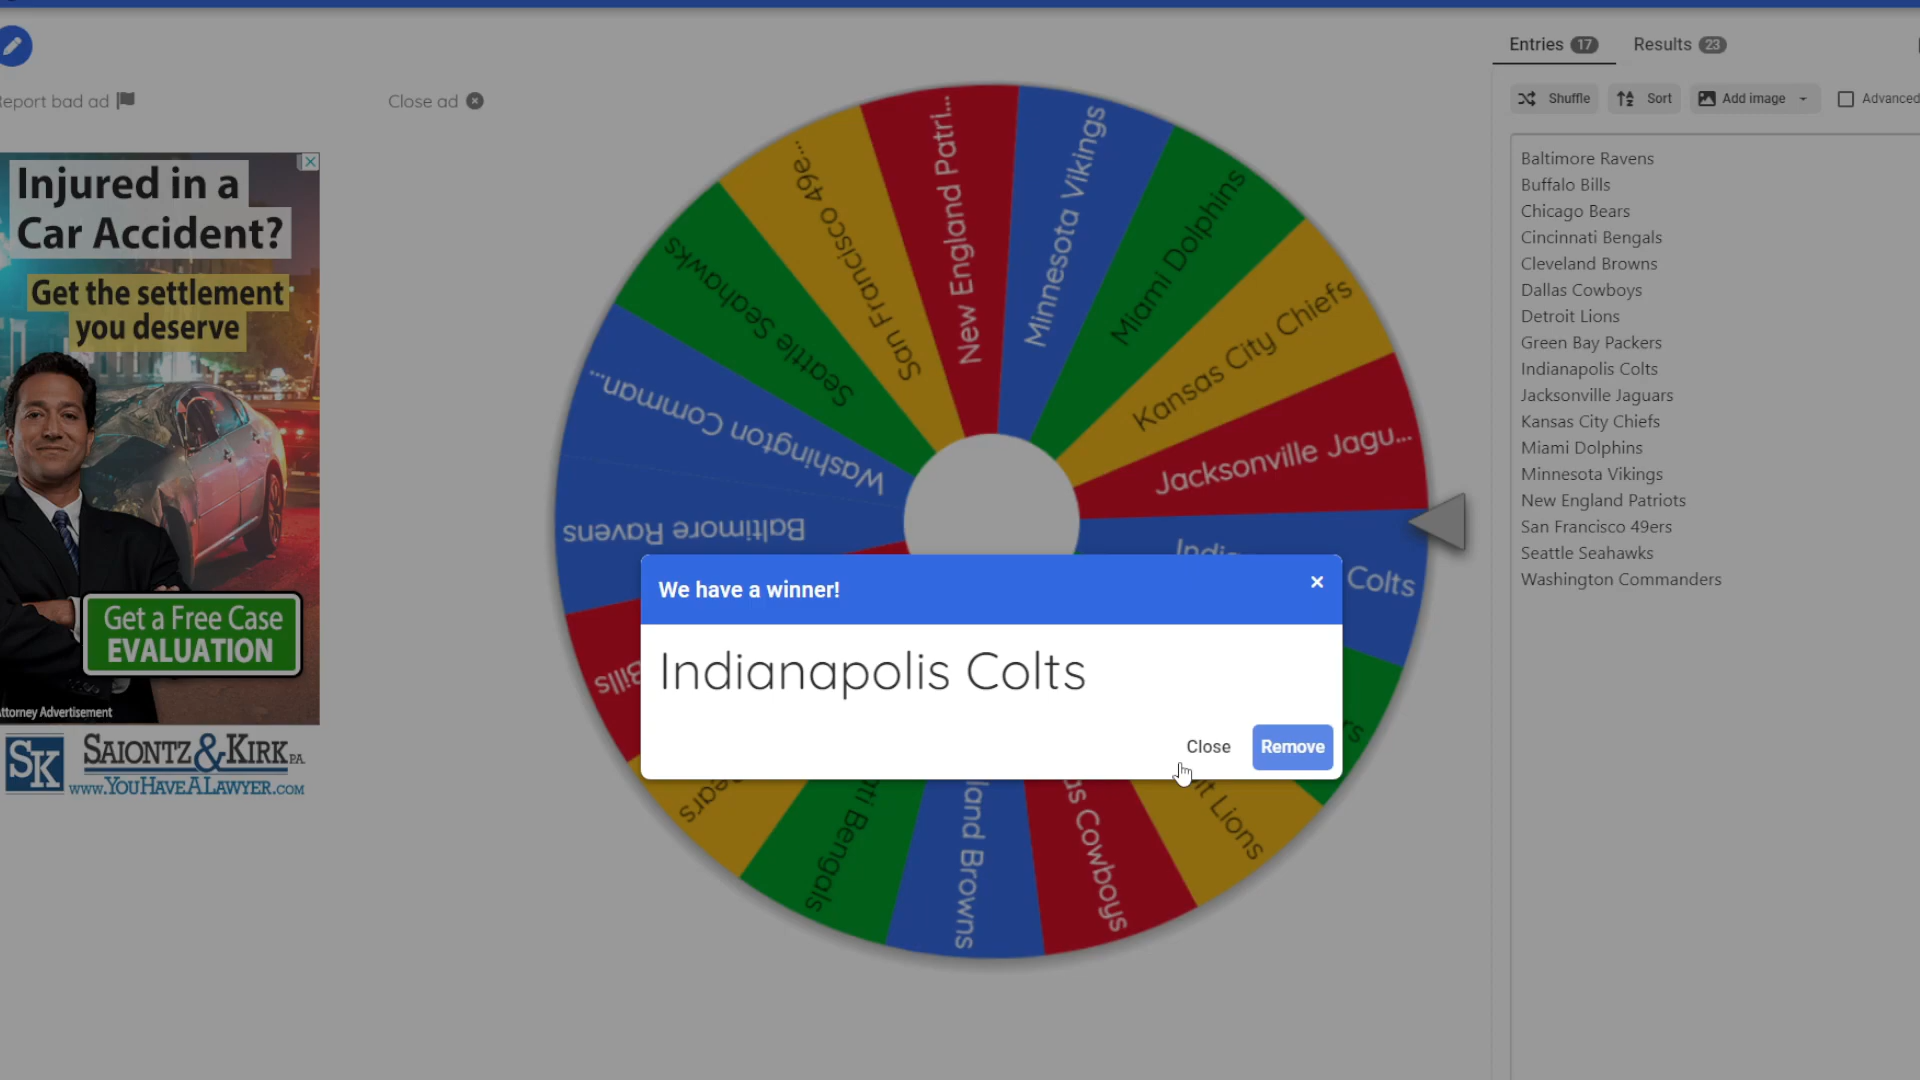 Entries 17
Results 23
Report bad ad
Close ad
Shuffle
Sort
Add image
Advanced
Injured in a
Car Accident?
Get the settlement
you deserve
Get a Free Case
EVALUATION
Attorney Advertisement
SK
SAIONTZ & KIRK P.A.
WWW.YOUHAVEALAWYER.COM
New England Patri...
Minnesota Vikings
Miami Dolphins
Kansas City Chiefs
Jacksonville Jagu...
Colts
Lions
Cowboys
Browns
Bengals
Bills
Baltimore Ravens
Washington Comman...
Seattle Seahawks
San Francisco 49e...
We have a winner!
Indianapolis Colts
Close
Remove
Baltimore Ravens
Buffalo Bills
Chicago Bears
Cincinnati Bengals
Cleveland Browns
Dallas Cowboys
Detroit Lions
Green Bay Packers
Indianapolis Colts
Jacksonville Jaguars
Kansas City Chiefs
Miami Dolphins
Minnesota Vikings
New England Patriots
San Francisco 49ers
Seattle Seahawks
Washington Commanders